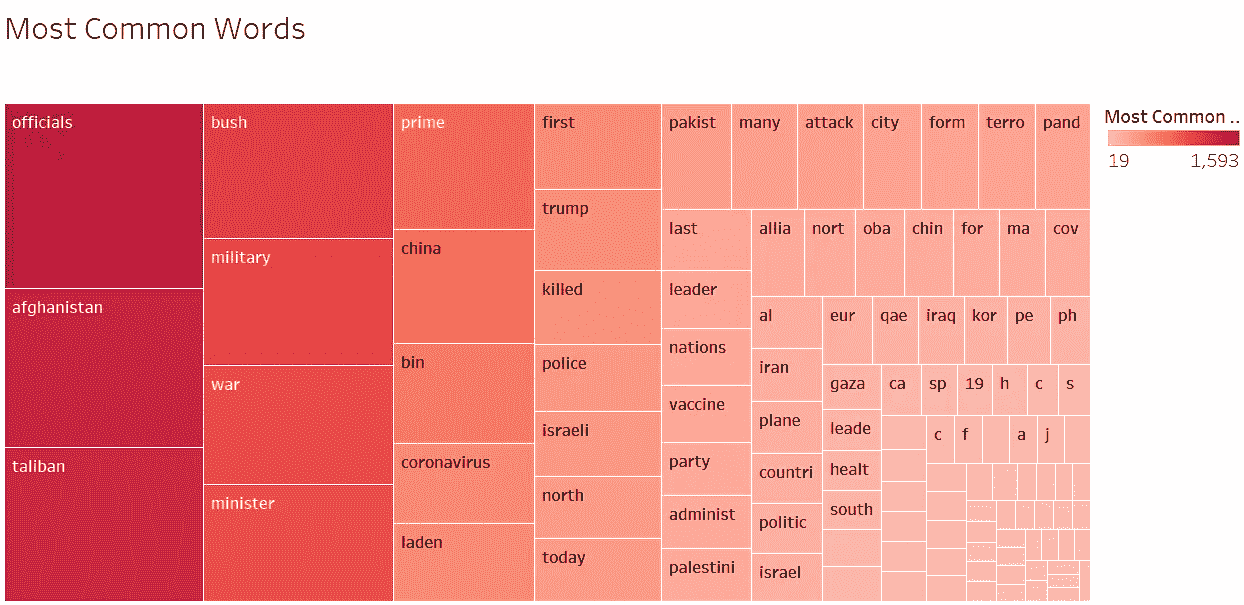 Most Common Words
officials
afghanistan
taliban
bush
military
war
minister
prime
china
bin
coronavirus
laden
first
trump
killed
police
israeli
north
today
pakist
many
attack
city
form
terro
pand
last
leader
nations
vaccine
party
administ
palestini
allia
nort
oba
chin
for
ma
cov
al
iran
plane
countri
politic
israel
eur
qae
iraq
kor
pe
ph
gaza
ca
sp
19
h
c
s
leade
healt
south
c
f
a
j
Most Common ..
19 1,593